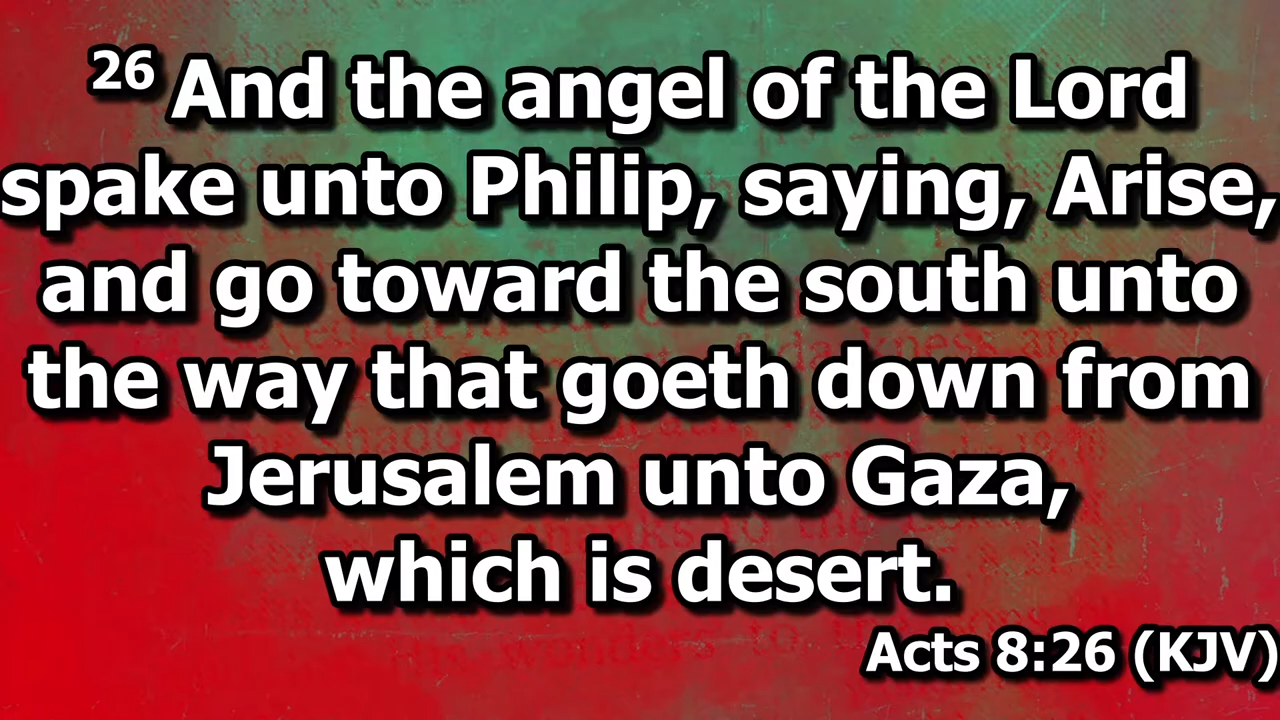 26 And the angel of the Lord
spake unto Philip, saying, Arise,
and go toward the south unto
the way that goeth down from
Jerusalem unto Gaza,
which is desert.
Acts 8:26 (KJV)